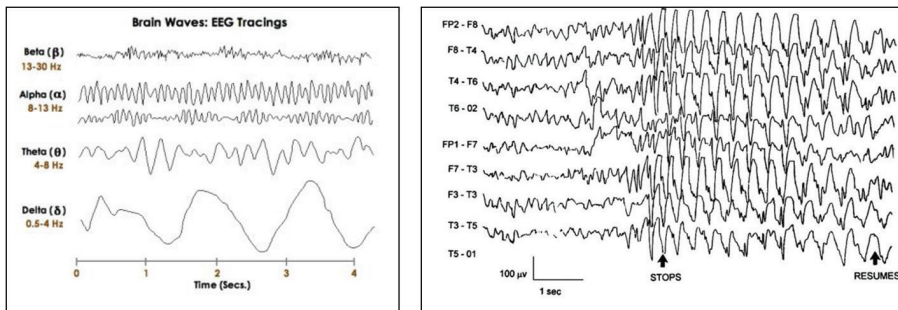 Brain Waves: EEG Tracings
Beta (β)
13-30 Hz
Alpha (α)
8-13 Hz
Theta (θ)
4-8 Hz
Delta (δ)
0.5-4 Hz
0 1 2 3 4
Time (Secs.)
FP2 - F8
F8 - T4
T4 - T6
T6 - 02
FP1 - F7
F7 - T3
F3 - T3
T3 - T5
T5 - 01
100 μv
1 sec
STOPS
RESUMES